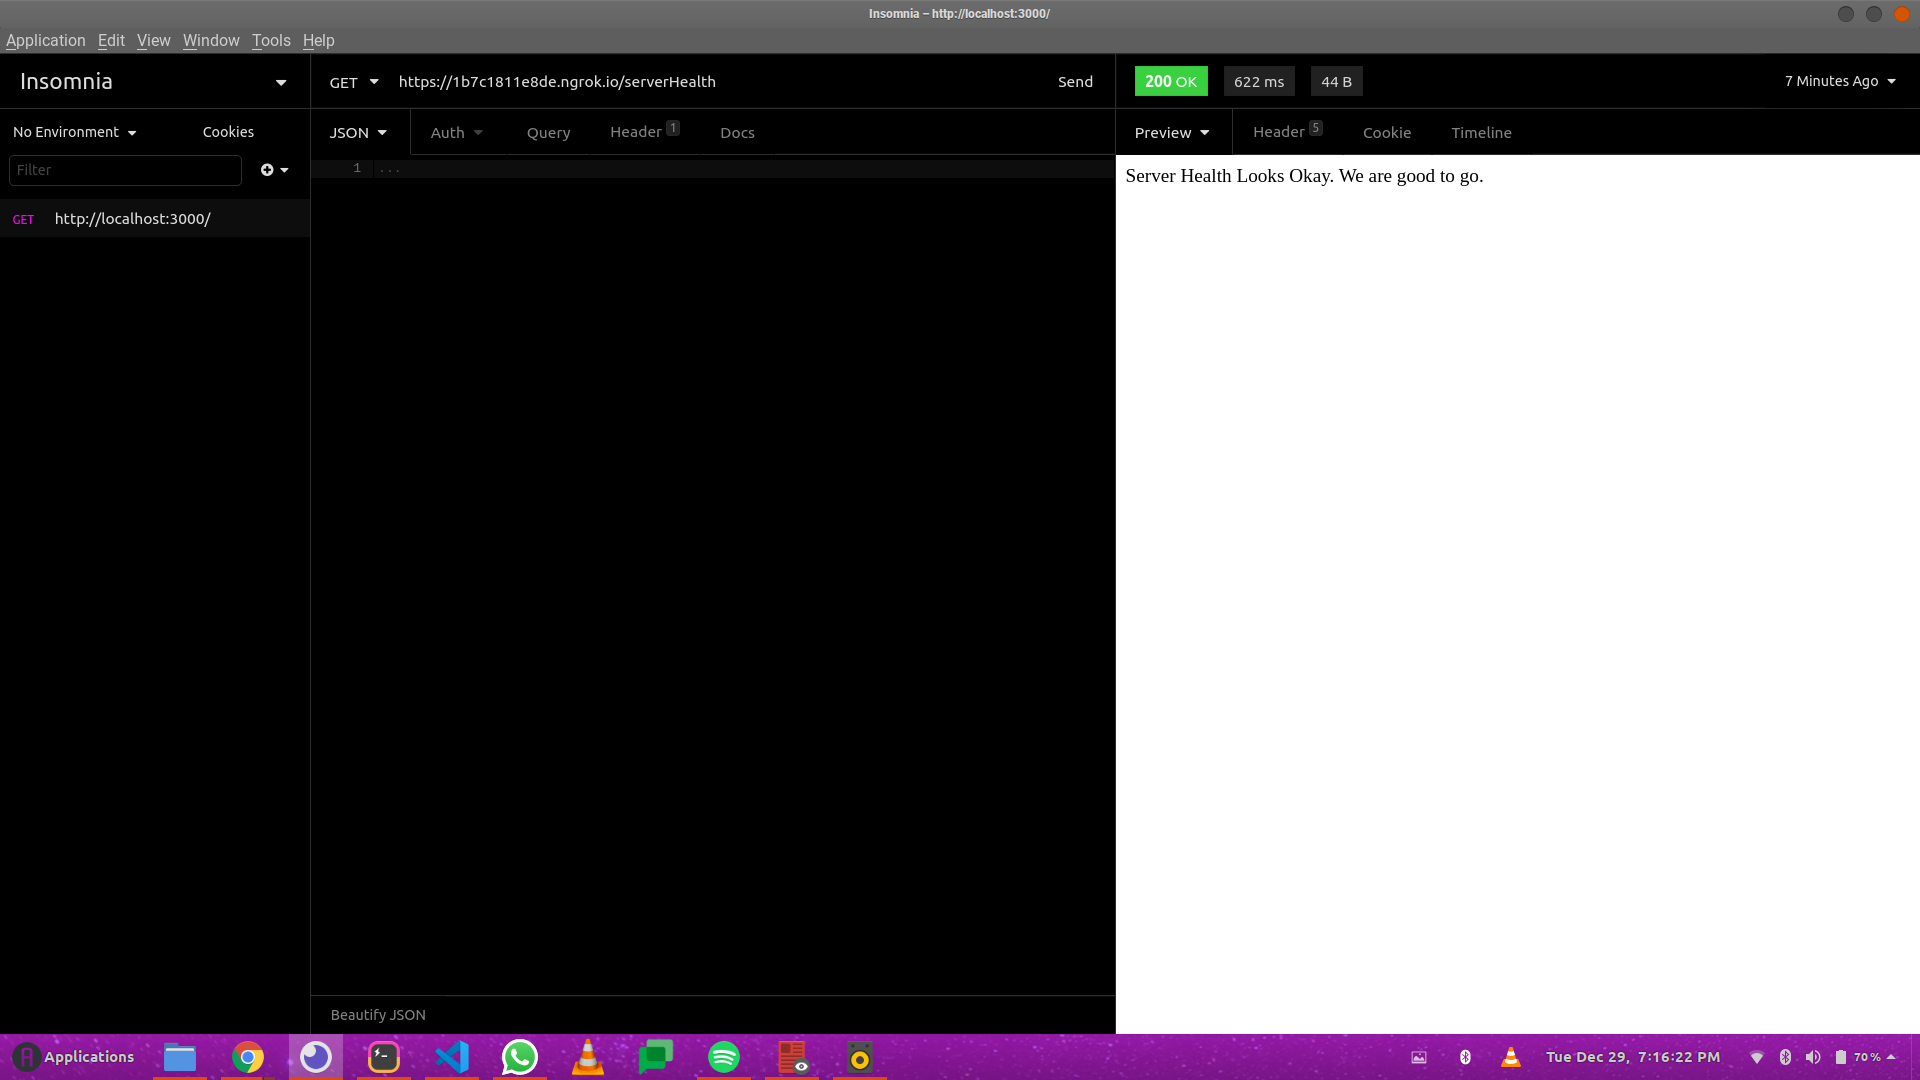 Insomnia – http://localhost:3000/
Application Edit View Window Tools Help
Insomnia
GET https://1b7c1811e8de.ngrok.io/serverHealth Send
200 OK 622 ms 44 B 7 Minutes Ago
No Environment Cookies
JSON Auth Query Header 1 Docs
Preview Header 5 Cookie Timeline
Filter
1 ...
Server Health Looks Okay. We are good to go.
GET http://localhost:3000/
Beautify JSON
Applications
Tue Dec 29, 7:16:22 PM 70%